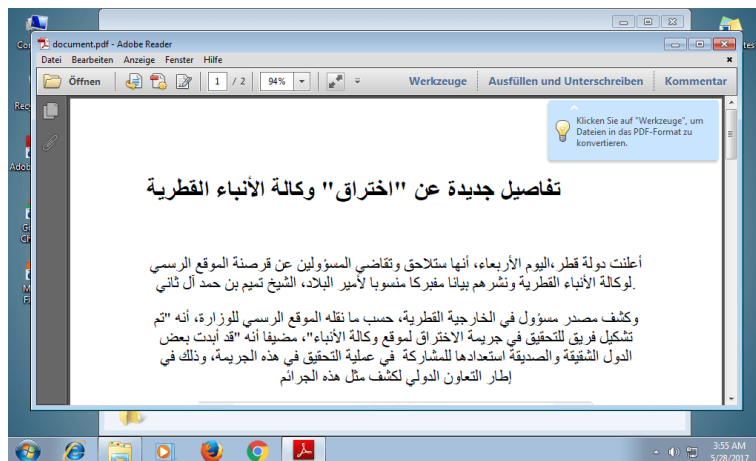 document.pdf - Adobe Reader
Datei Bearbeiten Anzeige Fenster Hilfe
Öffnen 1 / 2 94% Werkzeuge Ausfüllen und Unterschreiben Kommentar
Klicken Sie auf "Werkzeuge", um
Dateien in das PDF-Format zu
konvertieren.
تفاصيل جديدة عن "اختراق" وكالة الأنباء القطرية
أعلنت دولة قطر ،اليوم الأربعاء، أنها ستلاحق وتقاضي المسؤولين عن قرصنة الموقع الرسمي
لوكالة الأنباء القطرية ونشرهم بيانا مفبركا منسوبا لأمير البلاد، الشيخ تميم بن حمد آل ثاني.
وكشف مصدر مسؤول في الخارجية القطرية، حسب ما نقله الموقع الرسمي للوزارة، أنه "تم
تشكيل فريق للتحقيق في جريمة الاختراق لموقع وكالة الأنباء"، مضيفا أنه "قد أبدت بعض
الدول الشقيقة والصديقة استعدادها للمشاركة في عملية التحقيق في هذه الجريمة، وذلك في
إطار التعاون الدولي لكشف مثل هذه الجرائم
3:55 AM
5/28/2017